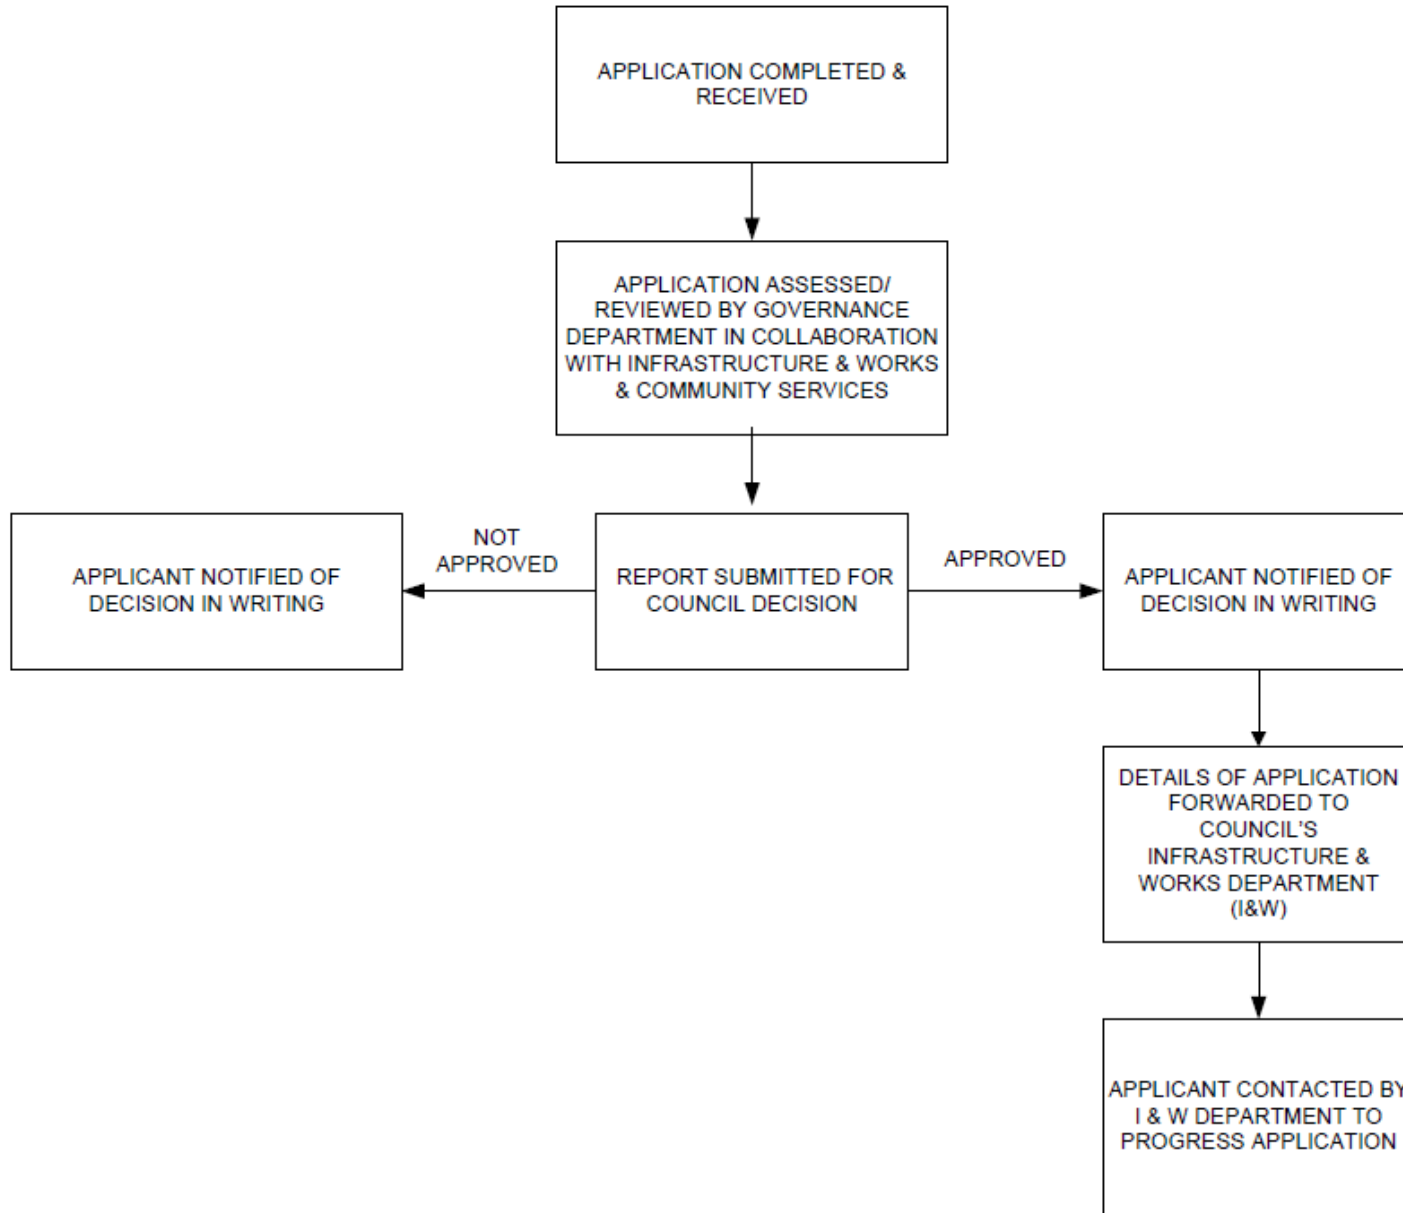 APPLICATION COMPLETED &
RECEIVED
APPLICATION ASSESSED/
REVIEWED BY GOVERNANCE
DEPARTMENT IN COLLABORATION
WITH INFRASTRUCTURE & WORKS
& COMMUNITY SERVICES
APPLICANT NOTIFIED OF
DECISION IN WRITING
NOT
APPROVED
REPORT SUBMITTED FOR
COUNCIL DECISION
APPROVED
APPLICANT NOTIFIED OF
DECISION IN WRITING
DETAILS OF APPLICATION
FORWARDED TO
COUNCIL'S
INFRASTRUCTURE &
WORKS DEPARTMENT
(I&W)
APPLICANT CONTACTED BY
I & W DEPARTMENT TO
PROGRESS APPLICATION